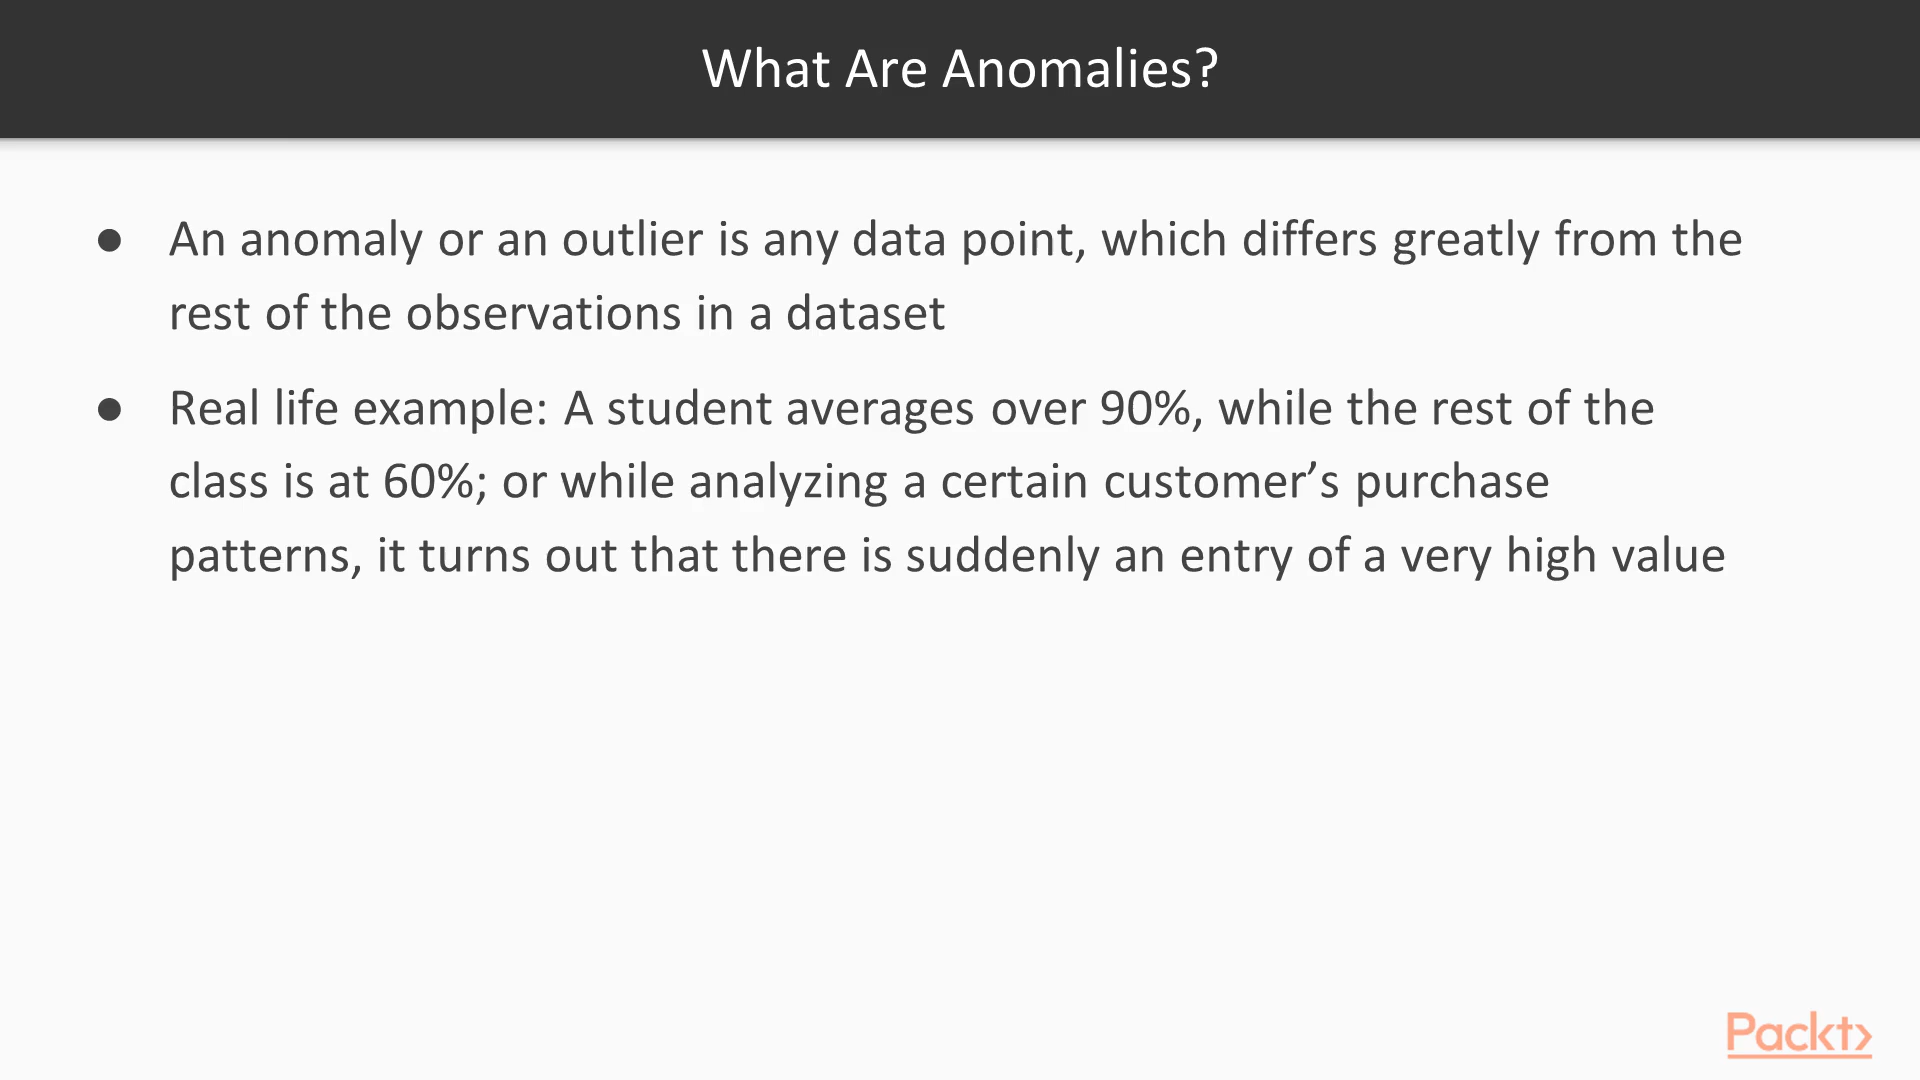 What Are Anomalies?
● An anomaly or an outlier is any data point, which differs greatly from the
rest of the observations in a dataset
● Real life example: A student averages over 90%, while the rest of the
class is at 60%; or while analyzing a certain customer’s purchase
patterns, it turns out that there is suddenly an entry of a very high value
Packt>